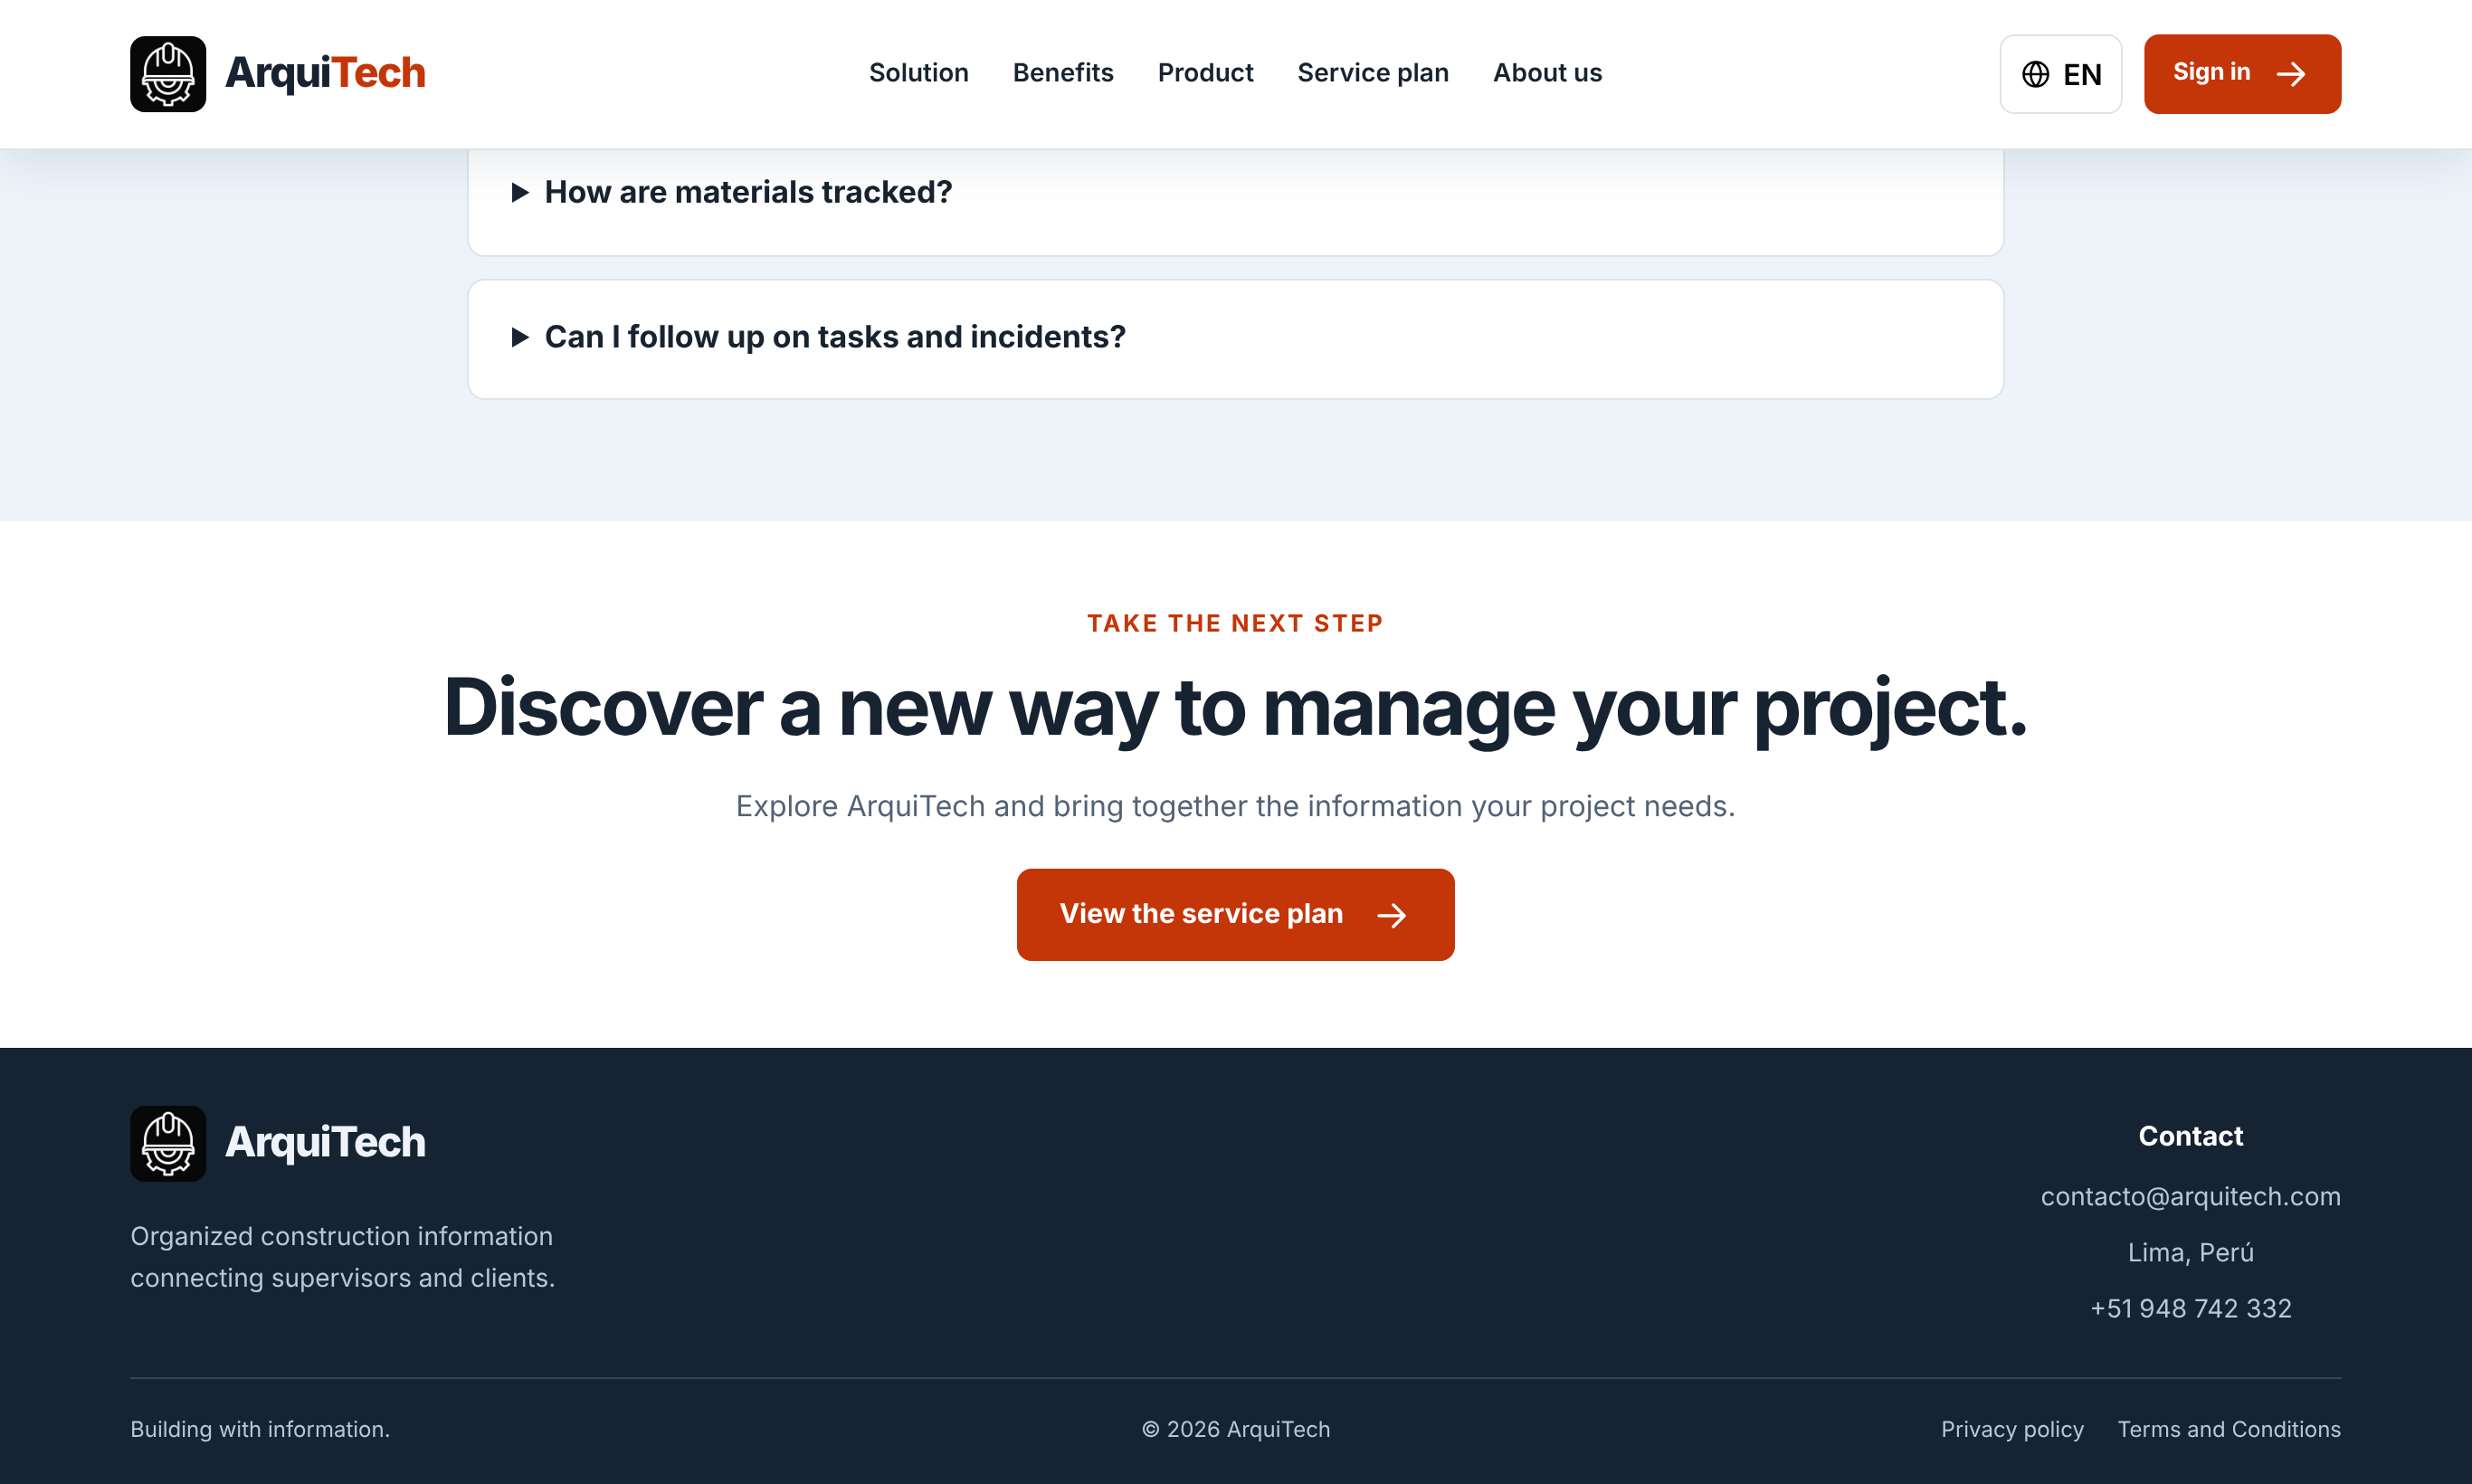 ArquiTech
Solution
Benefits
Product
Service plan
About us
EN
Sign in
How are materials tracked?
Can I follow up on tasks and incidents?
TAKE THE NEXT STEP
Discover a new way to manage your project.
Explore ArquiTech and bring together the information your project needs.
View the service plan
ArquiTech
Organized construction information
connecting supervisors and clients.
Contact
contacto@arquitech.com
Lima, Perú
+51 948 742 332
Building with information.
© 2026 ArquiTech
Privacy policy
Terms and Conditions